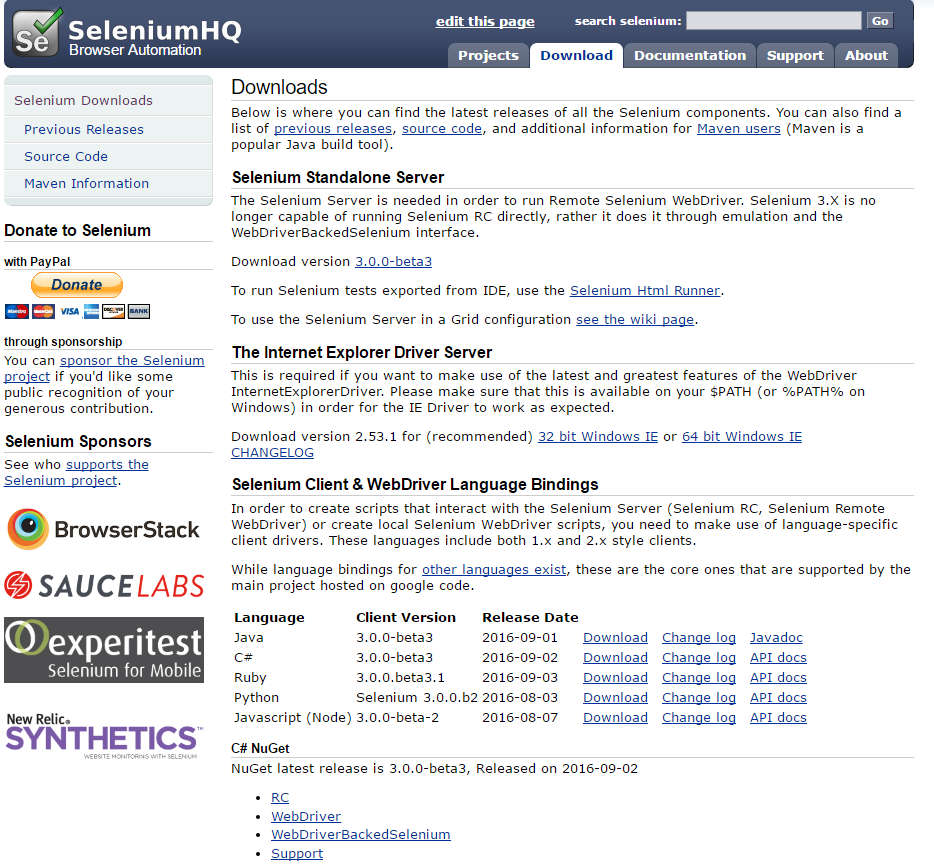 Se SeleniumHQ
Browser Automation
edit this page search selenium: Go
Projects Download Documentation Support About
Selenium Downloads
Previous Releases
Source Code
Maven Information
Donate to Selenium
with PayPal
Donate
Maestro MasterCard VISA DISCOVER BANK
through sponsorship
You can sponsor the Selenium
project if you'd like some
public recognition of your
generous contribution.
Selenium Sponsors
See who supports the
Selenium project.
BrowserStack
SAUCELABS
experitest
Selenium for Mobile
New Relic®
SYNTHETICS™
WEBSITE MONITORING WITH SELENIUM
Downloads
Below is where you can find the latest releases of all the Selenium components. You can also find a
list of previous releases, source code, and additional information for Maven users (Maven is a
popular Java build tool).
Selenium Standalone Server
The Selenium Server is needed in order to run Remote Selenium WebDriver. Selenium 3.X is no
longer capable of running Selenium RC directly, rather it does it through emulation and the
WebDriverBackedSelenium interface.
Download version 3.0.0-beta3
To run Selenium tests exported from IDE, use the Selenium Html Runner.
To use the Selenium Server in a Grid configuration see the wiki page.
The Internet Explorer Driver Server
This is required if you want to make use of the latest and greatest features of the WebDriver
InternetExplorerDriver. Please make sure that this is available on your $PATH (or %PATH% on
Windows) in order for the IE Driver to work as expected.
Download version 2.53.1 for (recommended) 32 bit Windows IE or 64 bit Windows IE
CHANGELOG
Selenium Client & WebDriver Language Bindings
In order to create scripts that interact with the Selenium Server (Selenium RC, Selenium Remote
WebDriver) or create local Selenium WebDriver scripts, you need to make use of language-specific
client drivers. These languages include both 1.x and 2.x style clients.
While language bindings for other languages exist, these are the core ones that are supported by the
main project hosted on google code.
Language Client Version Release Date
Java 3.0.0-beta3 2016-09-01 Download Change log Javadoc
C# 3.0.0-beta3 2016-09-02 Download Change log API docs
Ruby 3.0.0.beta3.1 2016-09-03 Download Change log API docs
Python Selenium 3.0.0.b2 2016-08-03 Download Change log API docs
Javascript (Node) 3.0.0-beta-2 2016-08-07 Download Change log API docs
C# NuGet
NuGet latest release is 3.0.0-beta3, Released on 2016-09-02
• RC
• WebDriver
• WebDriverBackedSelenium
• Support